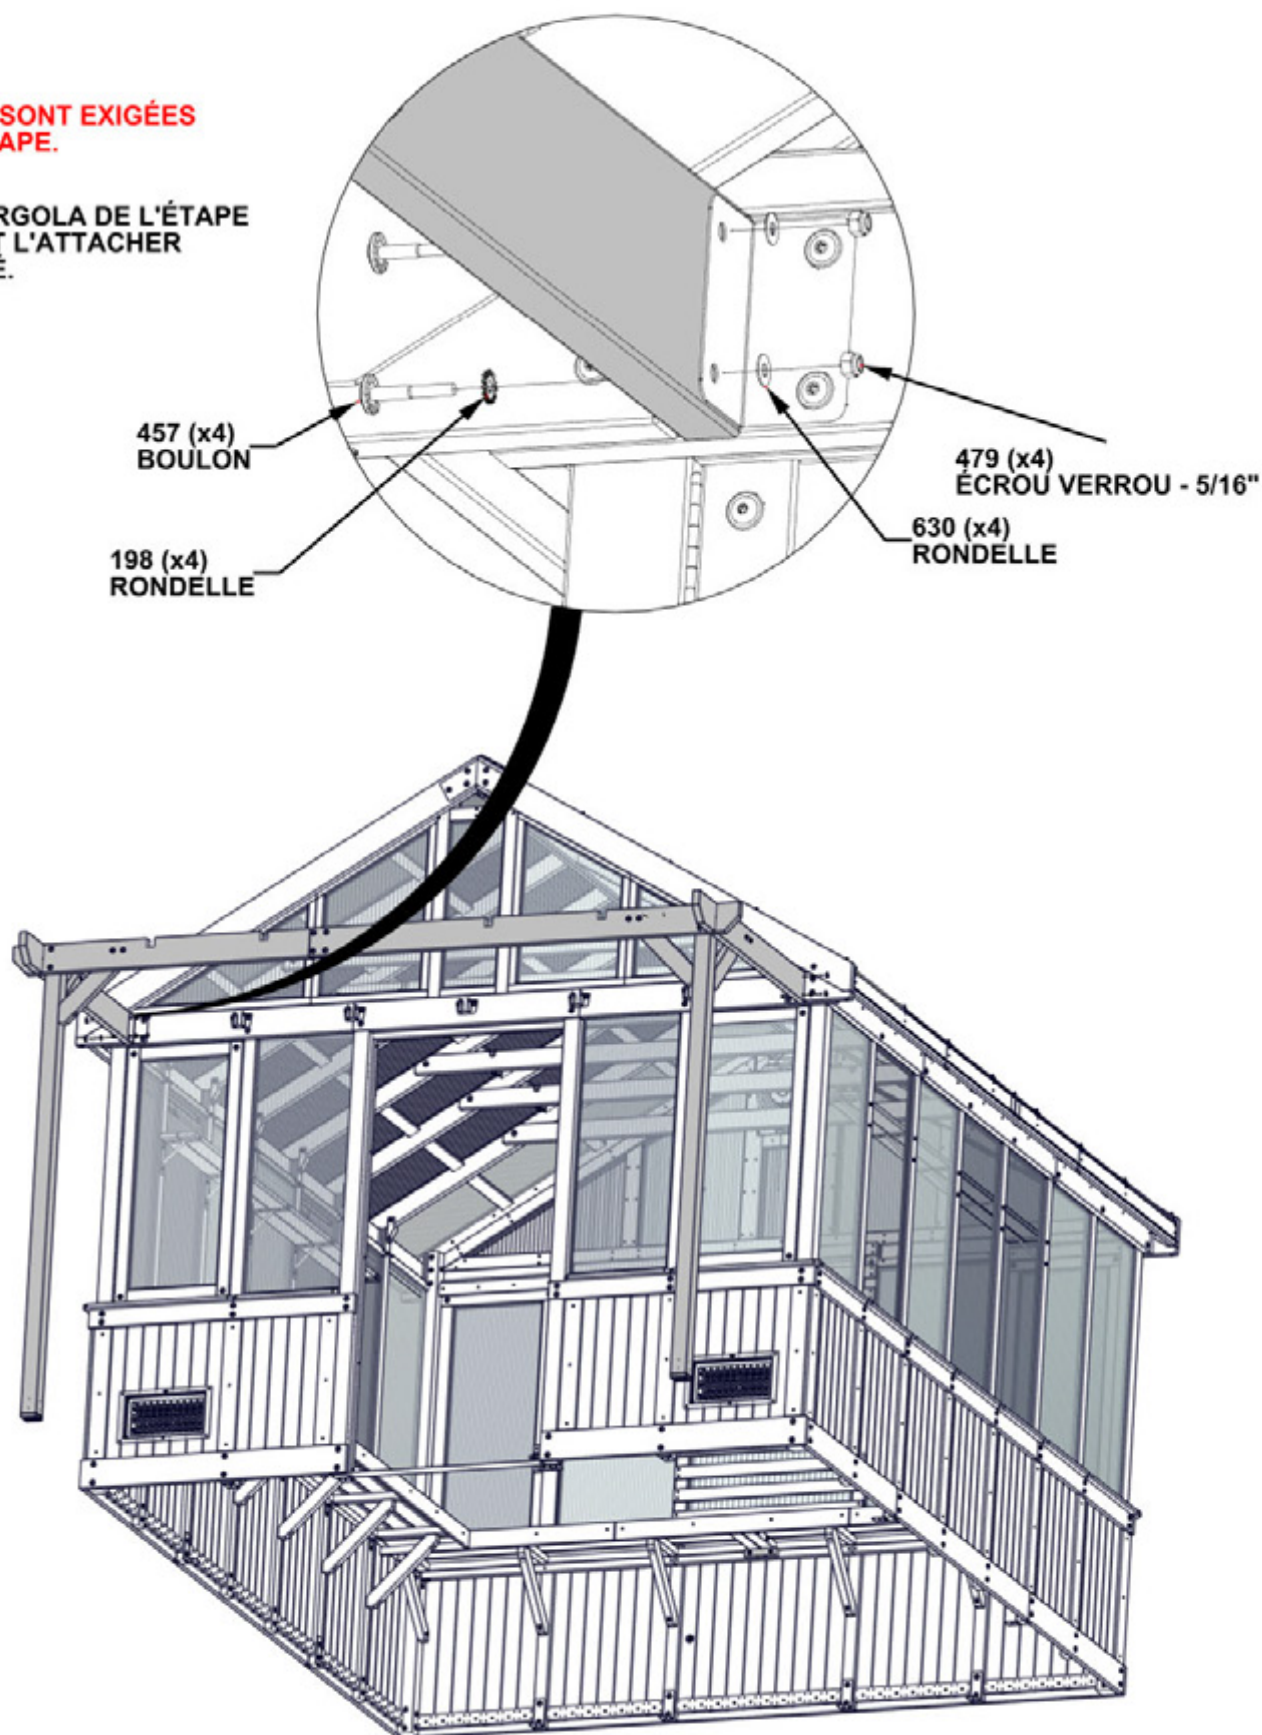 SONT EXIGÉES
APE.
RGOLA DE L'ÉTAPE
T L'ATTACHER
É.
457 (x4)
BOULON
198 (x4)
RONDELLE
479 (x4)
ÉCROU VERROU - 5/16"
630 (x4)
RONDELLE